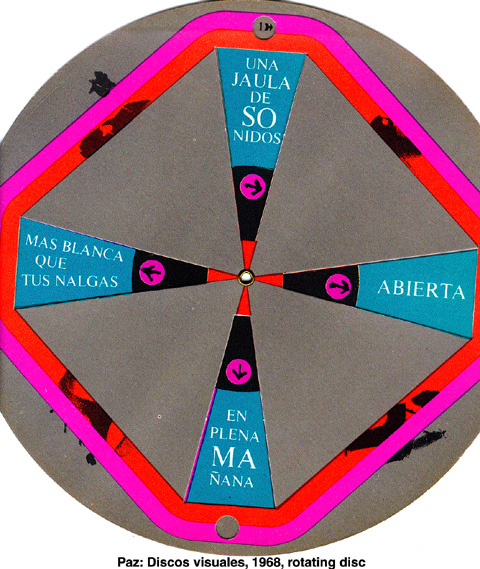 UNA
JAULA
DE
SO
NIDOS
ABIERTA
EN
PLENA
MA
ÑANA
MAS BLANCA
QUE
TUS NALGAS
Paz: Discos visuales, 1968, rotating disc